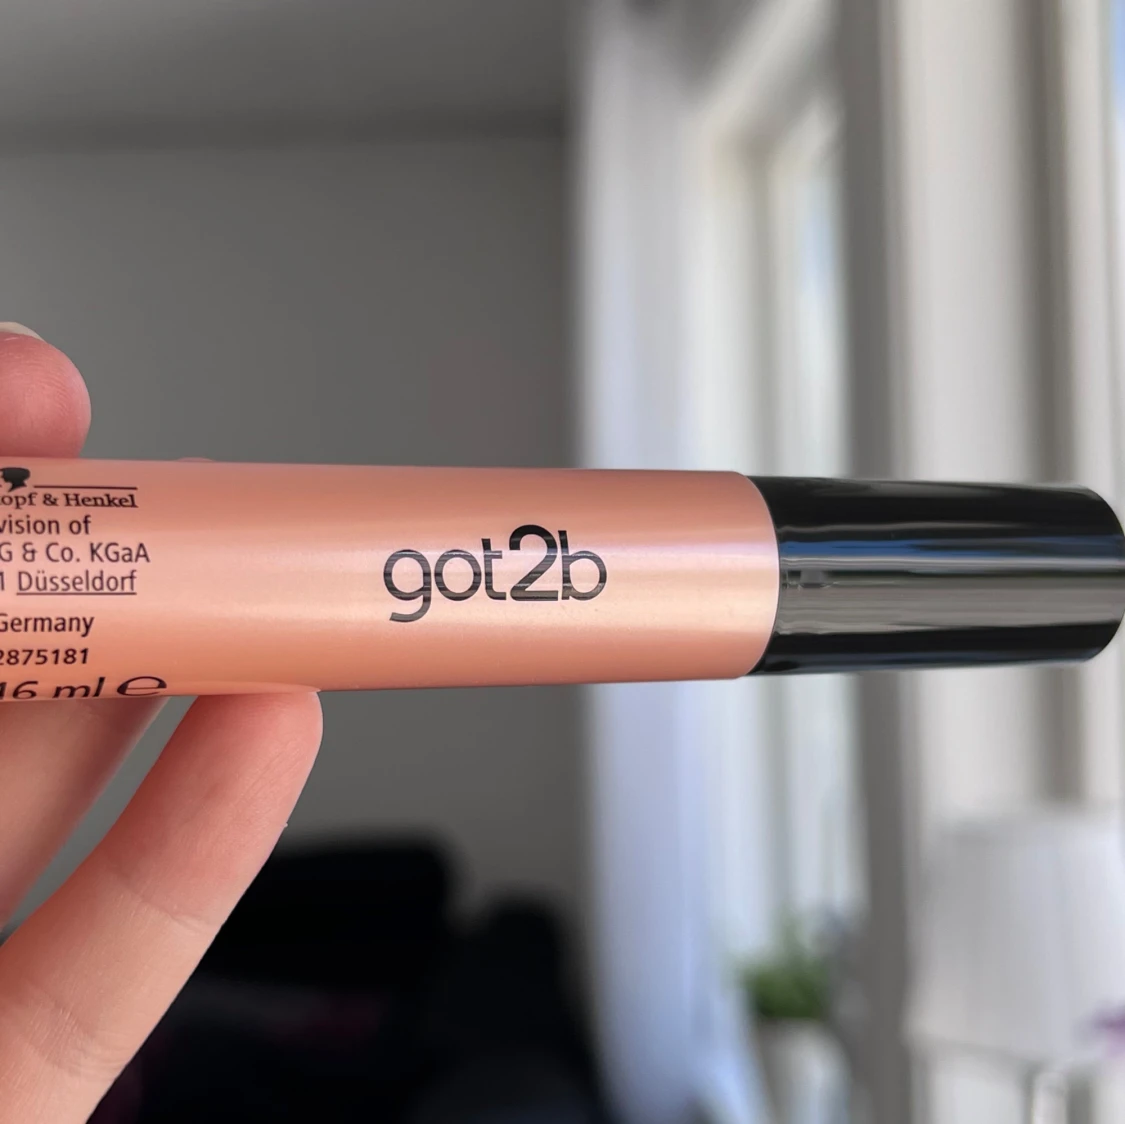 opf & Henkel
vision of
G & Co. KGaA
1 Düsseldorf
Germany
2875181
16 ml e
got2b